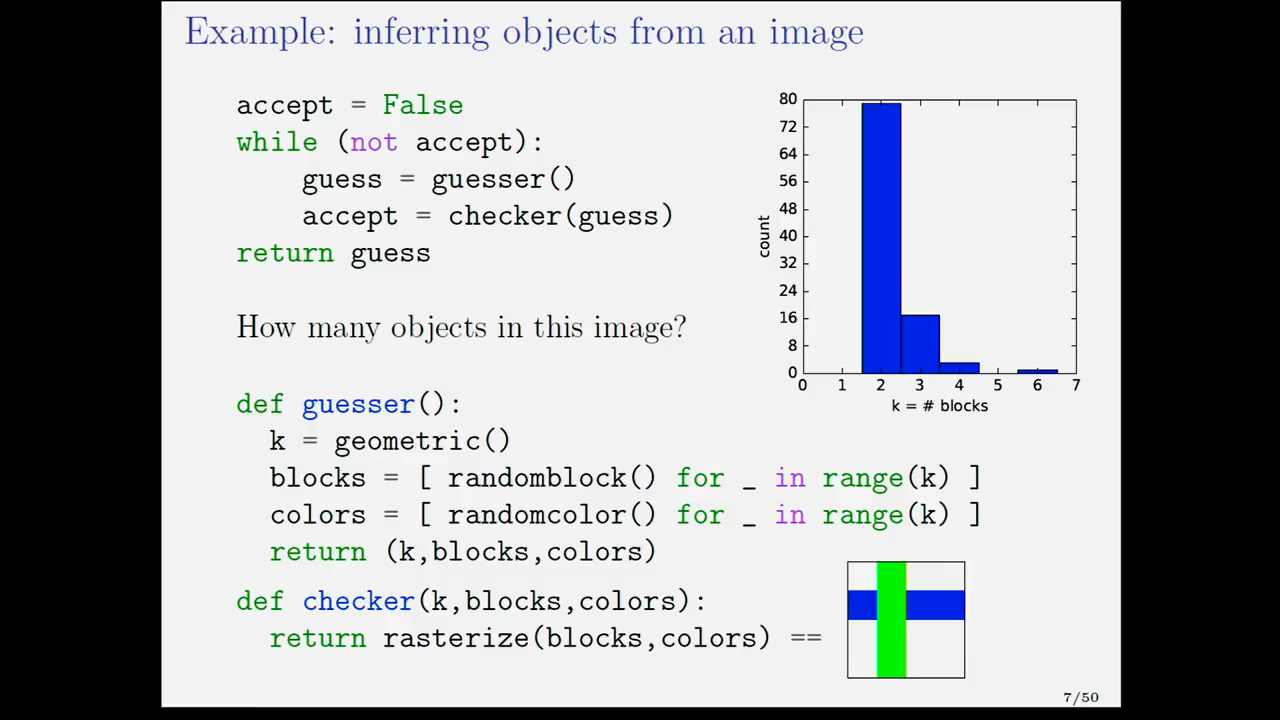 Example: inferring objects from an image
accept = False
while (not accept):
guess = guesser()
accept = checker(guess)
return guess
How many objects in this image?
def guesser():
k = geometric()
blocks = [ randomblock() for _ in range(k) ]
colors = [ randomcolor() for _ in range(k) ]
return (k,blocks,colors)
def checker(k,blocks,colors):
return rasterize(blocks,colors) ==
80
72
64
56
48
40
32
24
16
8
0
count
0 1 2 3 4 5 6 7
k = # blocks
7/50